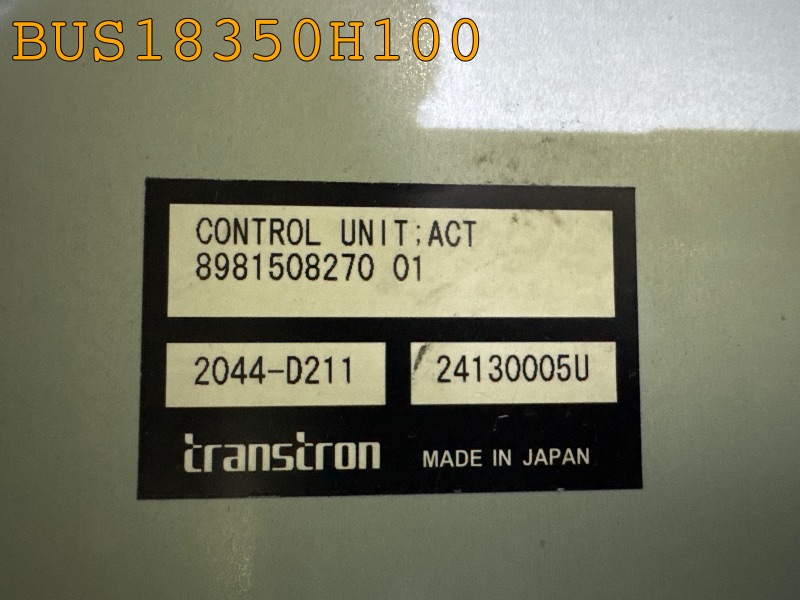 BUS18350H100
CONTROL UNIT;ACT
8981508270 01
2044-D211
24130005U
transtron
MADE IN JAPAN